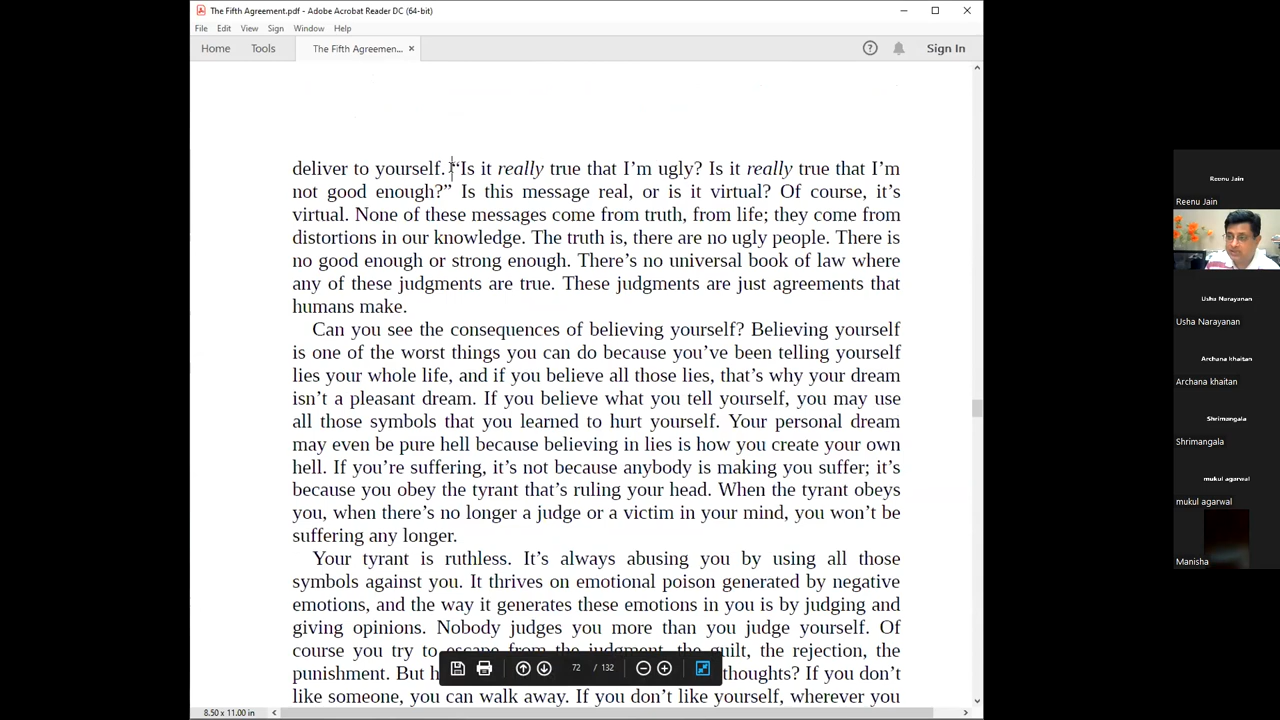 The Fifth Agreement.pdf - Adobe Acrobat Reader DC (64-bit)
File Edit View Sign Window Help
Home Tools The Fifth Agreemen... × Sign In
deliver to yourself. “Is it really true that I’m ugly? Is it really true that I’m
not good enough?” Is this message real, or is it virtual? Of course, it’s
virtual. None of these messages come from truth, from life; they come from
distortions in our knowledge. The truth is, there are no ugly people. There is
no good enough or strong enough. There’s no universal book of law where
any of these judgments are true. These judgments are just agreements that
humans make.
Can you see the consequences of believing yourself? Believing yourself
is one of the worst things you can do because you’ve been telling yourself
lies your whole life, and if you believe all those lies, that’s why your dream
isn’t a pleasant dream. If you believe what you tell yourself, you may use
all those symbols that you learned to hurt yourself. Your personal dream
may even be pure hell because believing in lies is how you create your own
hell. If you’re suffering, it’s not because anybody is making you suffer; it’s
because you obey the tyrant that’s ruling your head. When the tyrant obeys
you, when there’s no longer a judge or a victim in your mind, you won’t be
suffering any longer.
Your tyrant is ruthless. It’s always abusing you by using all those
symbols against you. It thrives on emotional poison generated by negative
emotions, and the way it generates these emotions in you is by judging and
giving opinions. Nobody judges you more than you judge yourself. Of
course you try to escape from the judgment, the guilt, the rejection, the
punishment. But thoughts? If you don’t
like someone, you can walk away. If you don’t like yourself, wherever you
72 / 132
8.50 x 11.00 in
Reenu Jain
Reenu Jain
Usha Narayanan
Usha Narayanan
Archana khaitan
Archana khaitan
Shrimangala
Shrimangala
mukul agarwal
mukul agarwal
Manisha